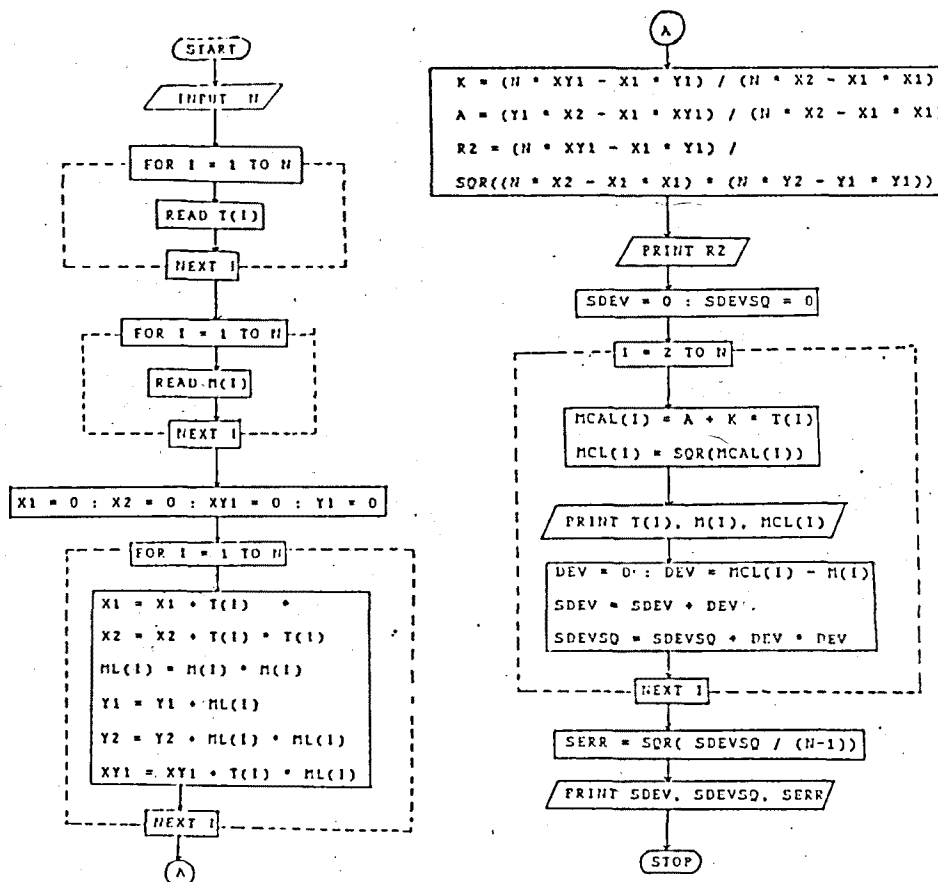 START
INPUT N
FOR I = 1 TO N
READ T(I)
NEXT I
FOR I = 1 TO N
READ M(I)
NEXT I
X1 = 0 : X2 = 0 : XY1 = 0 : Y1 = 0
FOR I = 1 TO N
X1 = X1 + T(I)
X2 = X2 + T(I) * T(I)
ML(I) = M(I) * M(I)
Y1 = Y1 + ML(I)
Y2 = Y2 + ML(I) * ML(I)
XY1 = XY1 + T(I) * ML(I)
NEXT I
A
A
K = (N * XY1 - X1 * Y1) / (N * X2 - X1 * X1)
A = (Y1 * X2 - X1 * XY1) / (N * X2 - X1 * X1)
R2 = (N * XY1 - X1 * Y1) /
SQR((N * X2 - X1 * X1) * (N * Y2 - Y1 * Y1))
PRINT R2
SDEV = 0 : SDEVSQ = 0
I = 2 TO N
MCAL(I) = A + K * T(I)
MCL(I) = SQR(MCAL(I))
PRINT T(I), M(I), MCL(I)
DEV = 0 : DEV = MCL(I) - M(I)
SDEV = SDEV + DEV
SDEVSQ = SDEVSQ + DEV * DEV
NEXT I
SERR = SQR( SDEVSQ / (N-1))
PRINT SDEV, SDEVSQ, SERR
STOP